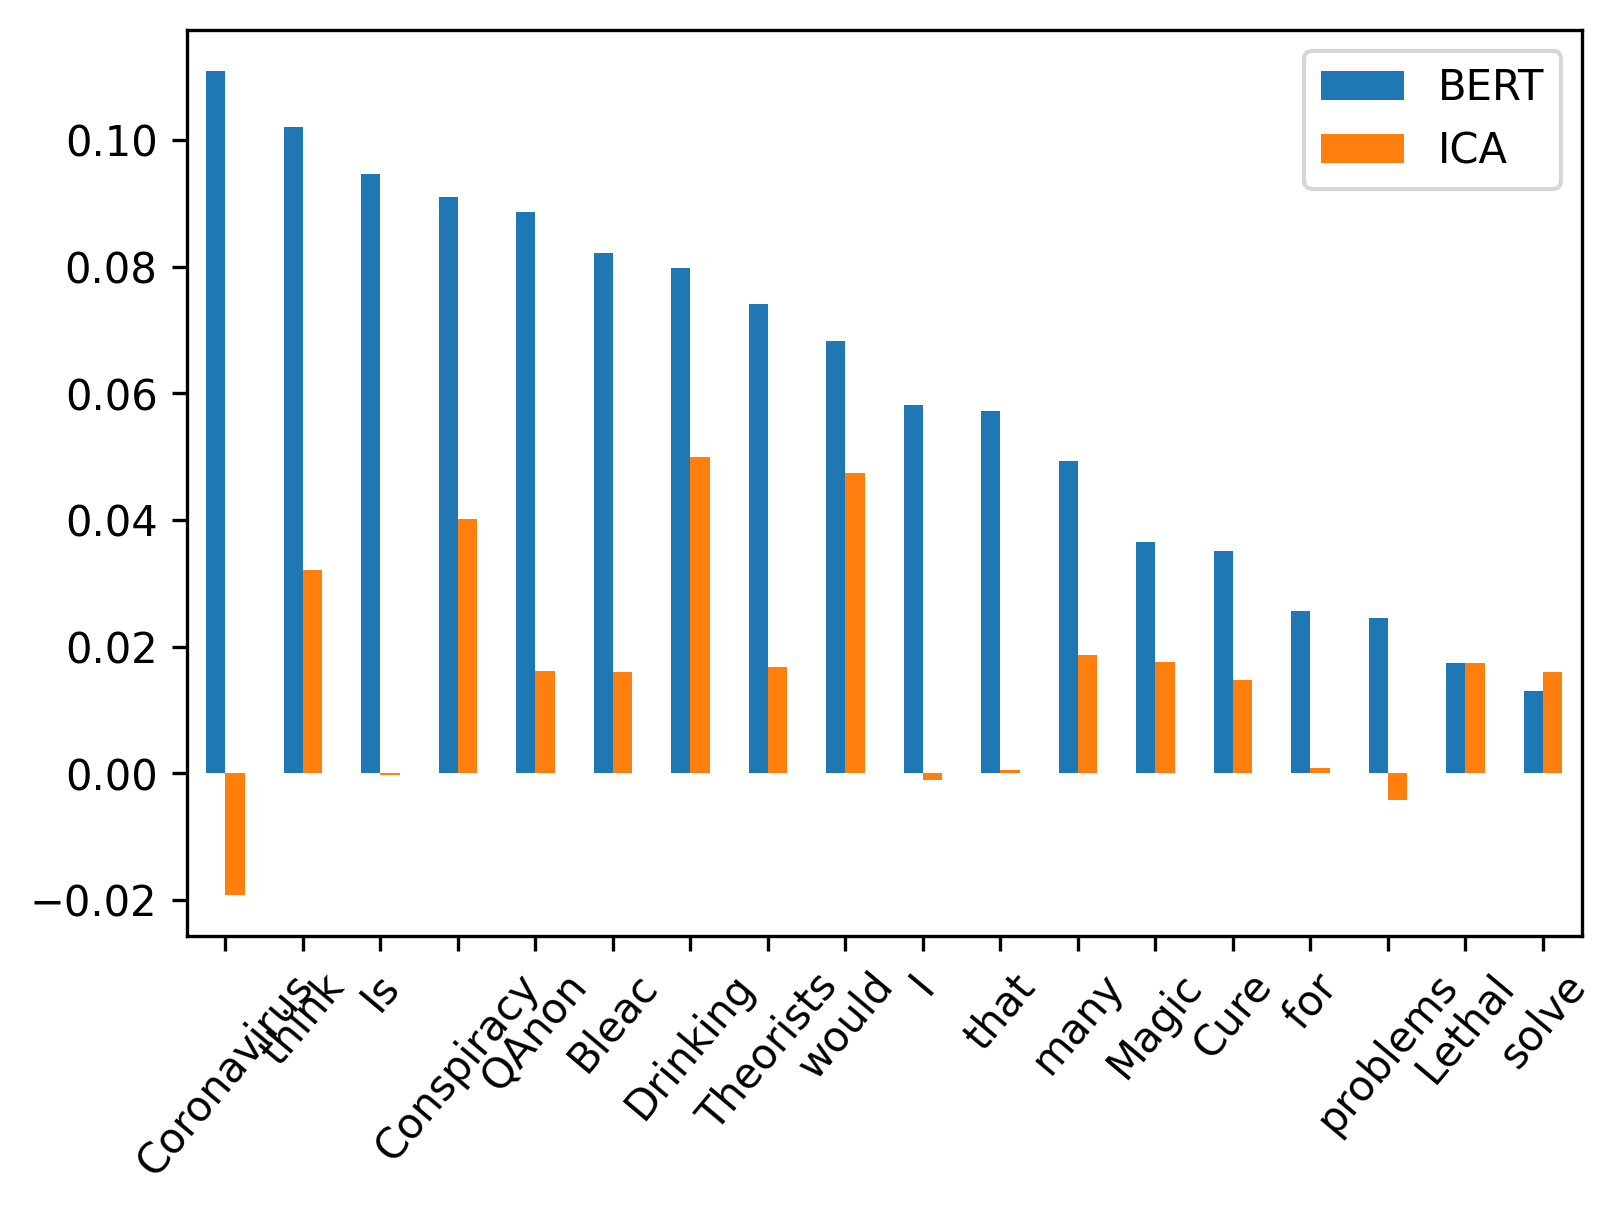 BERT
ICA
0.10
0.08
0.06
0.04
0.02
0.00
−0.02
Coronavirus
think
Is
Conspiracy
QAnon
Bleac
Drinking
Theorists
would
I
that
many
Magic
Cure
for
problems
Lethal
solve